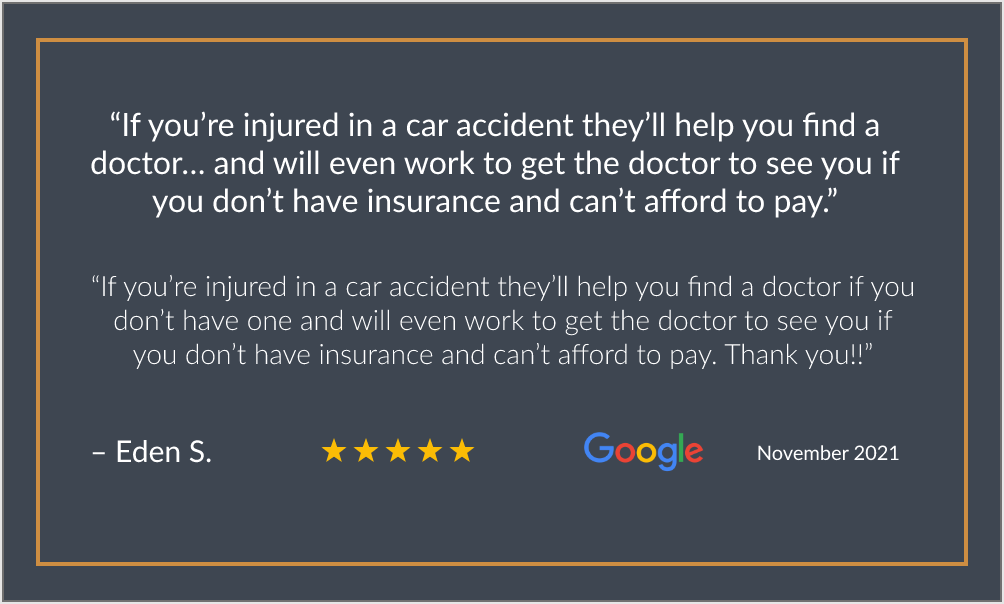 “If you’re injured in a car accident they’ll help you find a
doctor... and will even work to get the doctor to see you if
you don’t have insurance and can’t afford to pay.”
“If you’re injured in a car accident they’ll help you find a doctor if you
don’t have one and will even work to get the doctor to see you if
you don’t have insurance and can’t afford to pay. Thank you!!”
– Eden S. Google November 2021